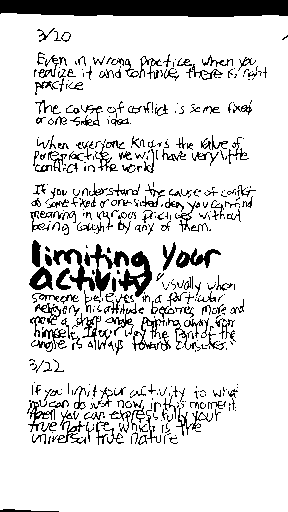 3/20
Even in wrong practice, when you
realize it and continue, there is right
practice
The cause of conflict is some fixed
or one-sided idea.
When everyone knows the value of
pure practice, we will have very little
conflict in the world
If you understand the cause of conflict
as some fixed or one-sided idea, you can find
meaning in various practices without
being caught by any of them.
limiting your
activity
"usually when
someone believes in a particular
religion, his attitude becomes more and
more a sharp angle, pointing away from
himself. In our way the point of the
angle is always towards ourselves."
3/22
If you limit your activity to what
you can do just now, in this moment,
then you can express fully your
true nature, which is the
universal true nature